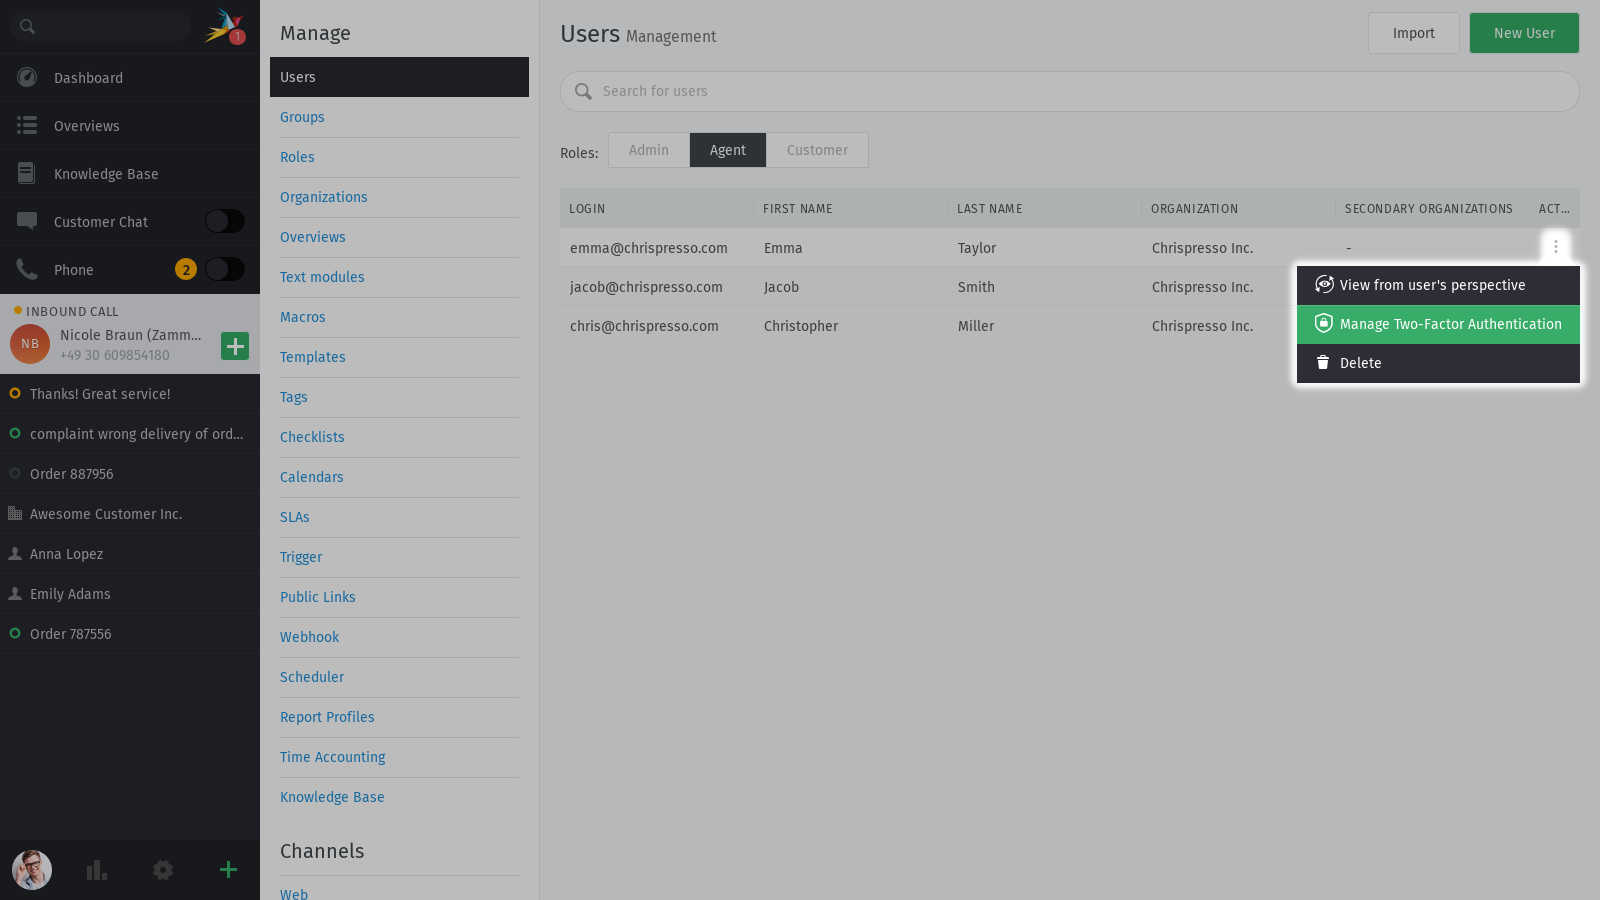 1
Dashboard
Overviews
Knowledge Base
Customer Chat
Phone 2
INBOUND CALL
NB Nicole Braun (Zamm...
+49 30 609854180
Thanks! Great service!
complaint wrong delivery of ord...
Order 887956
Awesome Customer Inc.
Anna Lopez
Emily Adams
Order 787556
Manage
Users
Groups
Roles
Organizations
Overviews
Text modules
Macros
Templates
Tags
Checklists
Calendars
SLAs
Trigger
Public Links
Webhook
Scheduler
Report Profiles
Time Accounting
Knowledge Base
Channels
Web
Users Management
Import New User
Search for users
Roles: Admin Agent Customer
LOGIN FIRST NAME LAST NAME ORGANIZATION SECONDARY ORGANIZATIONS ACT...
emma@chrispresso.com Emma Taylor Chrispresso Inc. -
jacob@chrispresso.com Jacob Smith Chrispresso Inc.
chris@chrispresso.com Christopher Miller Chrispresso Inc.
View from user's perspective
Manage Two-Factor Authentication
Delete